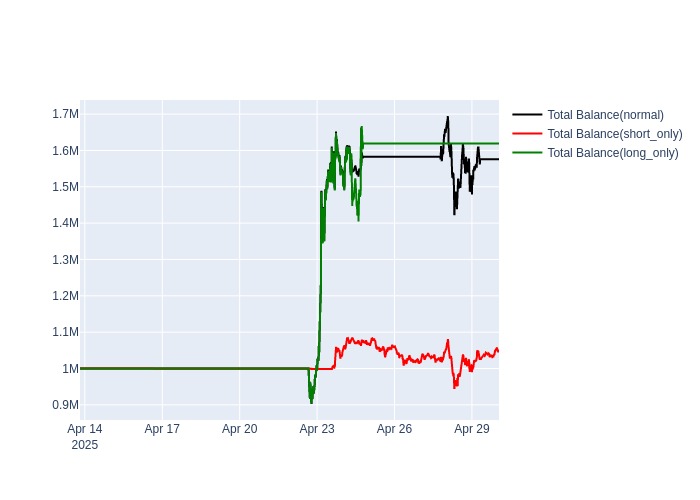 1.7M
1.6M
1.5M
1.4M
1.3M
1.2M
1.1M
1M
0.9M
Apr 14
2025
Apr 17
Apr 20
Apr 23
Apr 26
Apr 29
Total Balance(normal)
Total Balance(short_only)
Total Balance(long_only)